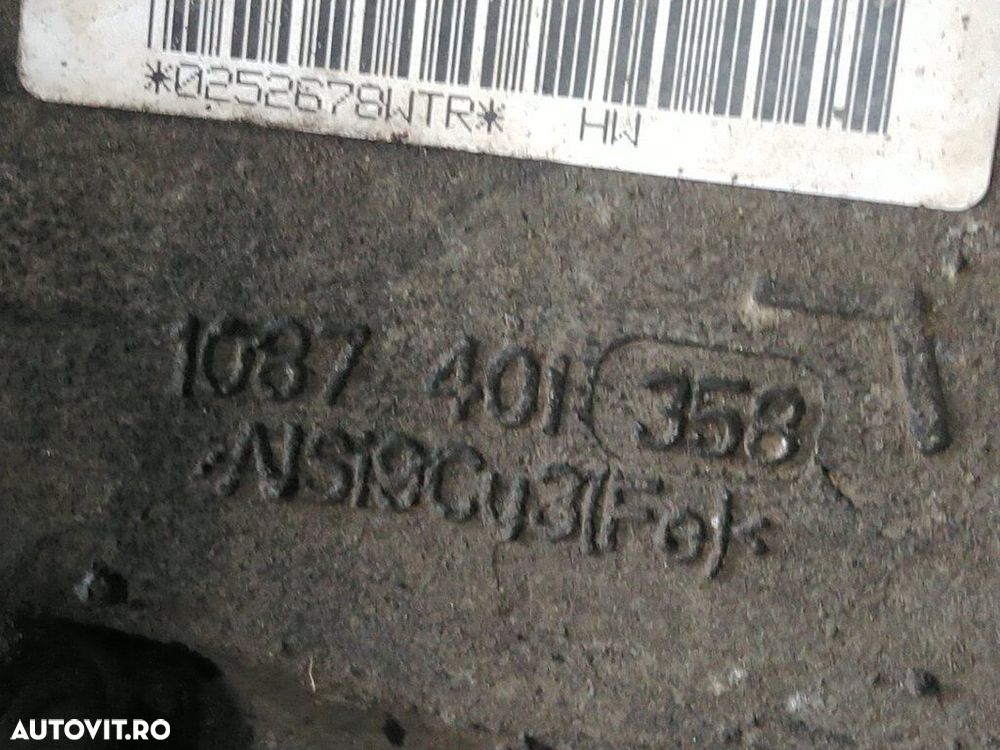 *0252678WTR* HW
1087 401 358
AlSi9Cu3(Fe)
AUTOVIT.RO